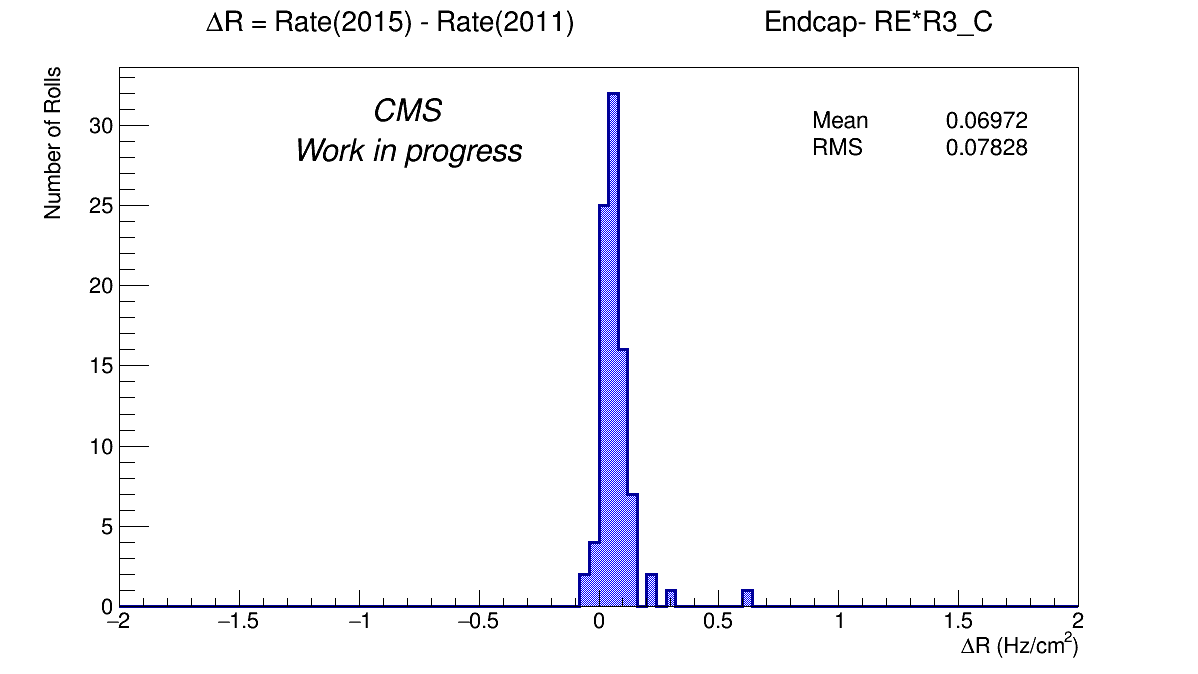 ΔR = Rate(2015) - Rate(2011) Endcap- RE*R3_C
Number of Rolls
CMS
Work in progress
Mean 0.06972
RMS 0.07828
30
25
20
15
10
5
0
−2 −1.5 −1 −0.5 0 0.5 1 1.5 2
ΔR (Hz/cm²)